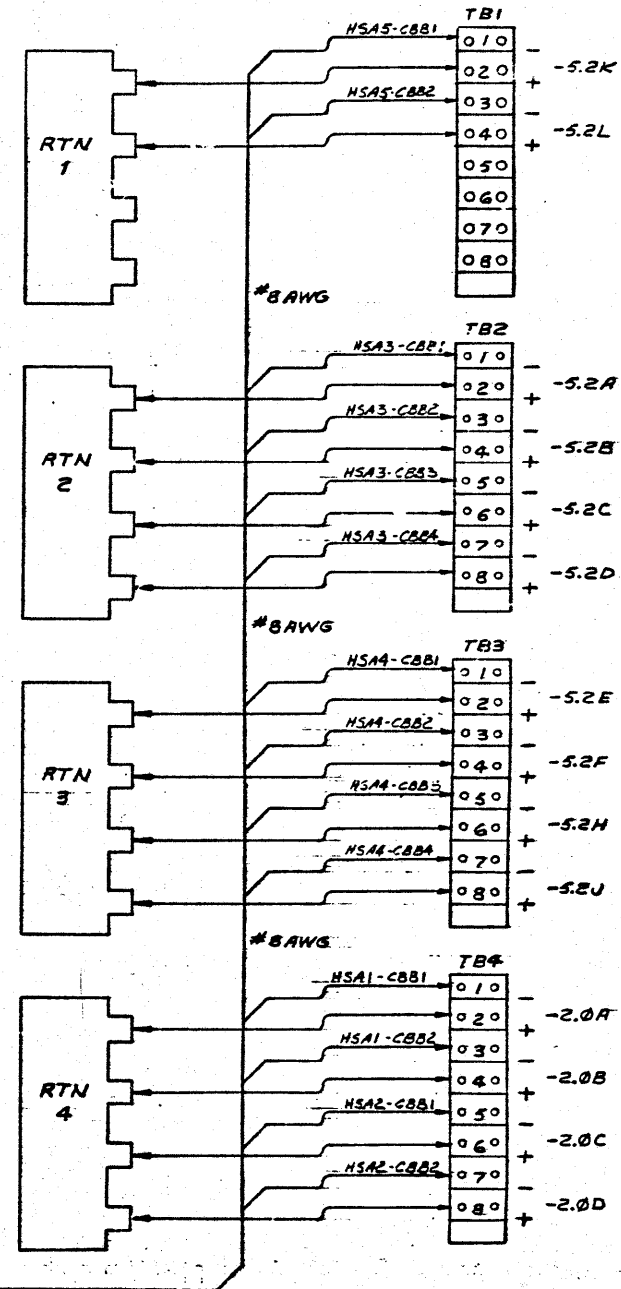 TB1
HSA5-CBB1
1
-
2
+
-5.2K
HSA5-CBB2
3
-
4
+
-5.2L
5
6
7
8
RTN
1
#8AWG
TB2
HSA3-CBB1
1
-
2
+
-5.2A
HSA3-CBB2
3
-
4
+
-5.2B
HSA3-CBB3
5
-
6
+
-5.2C
HSA3-CBB4
7
-
8
+
-5.2D
RTN
2
#8AWG
TB3
HSA4-CBB1
1
-
2
+
-5.2E
HSA4-CBB2
3
-
4
+
-5.2F
HSA4-CBB3
5
-
6
+
-5.2H
HSA4-CBB4
7
-
8
+
-5.2J
RTN
3
#8AWG
TB4
HSA1-CBB1
1
-
2
+
-2.0A
HSA1-CBB2
3
-
4
+
-2.0B
HSA2-CBB1
5
-
6
+
-2.0C
HSA2-CBB2
7
-
8
+
-2.0D
RTN
4